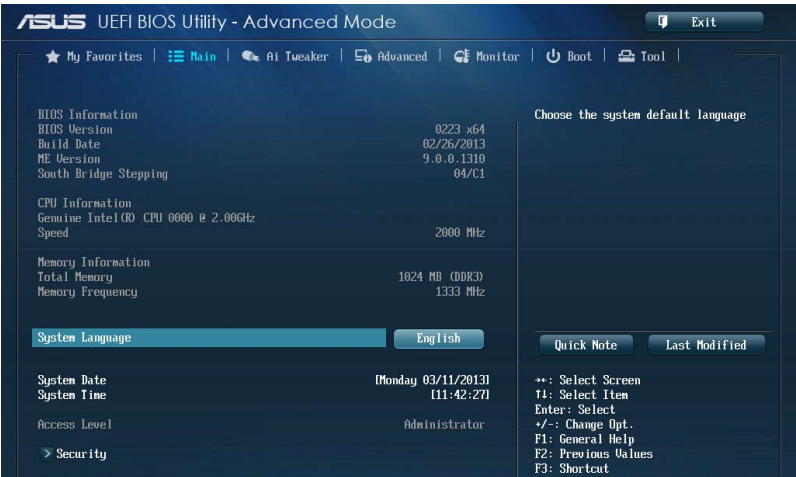 ASUS UEFI BIOS Utility - Advanced Mode
Exit
My Favorites | Main | Ai Tweaker | Advanced | Monitor | Boot | Tool |
BIOS Information
BIOS Version 0223 x64
Build Date 02/26/2013
ME Version 9.0.0.1310
South Bridge Stepping 04/C1
CPU Information
Genuine Intel(R) CPU 0000 @ 2.00GHz
Speed 2000 MHz
Memory Information
Total Memory 1024 MB (DDR3)
Memory Frequency 1333 MHz
System Language English
System Date [Monday 03/11/2013]
System Time [11:42:27]
Access Level Administrator
> Security
Choose the system default language
Quick Note Last Modified
→←: Select Screen
↑↓: Select Item
Enter: Select
+/-: Change Opt.
F1: General Help
F2: Previous Values
F3: Shortcut